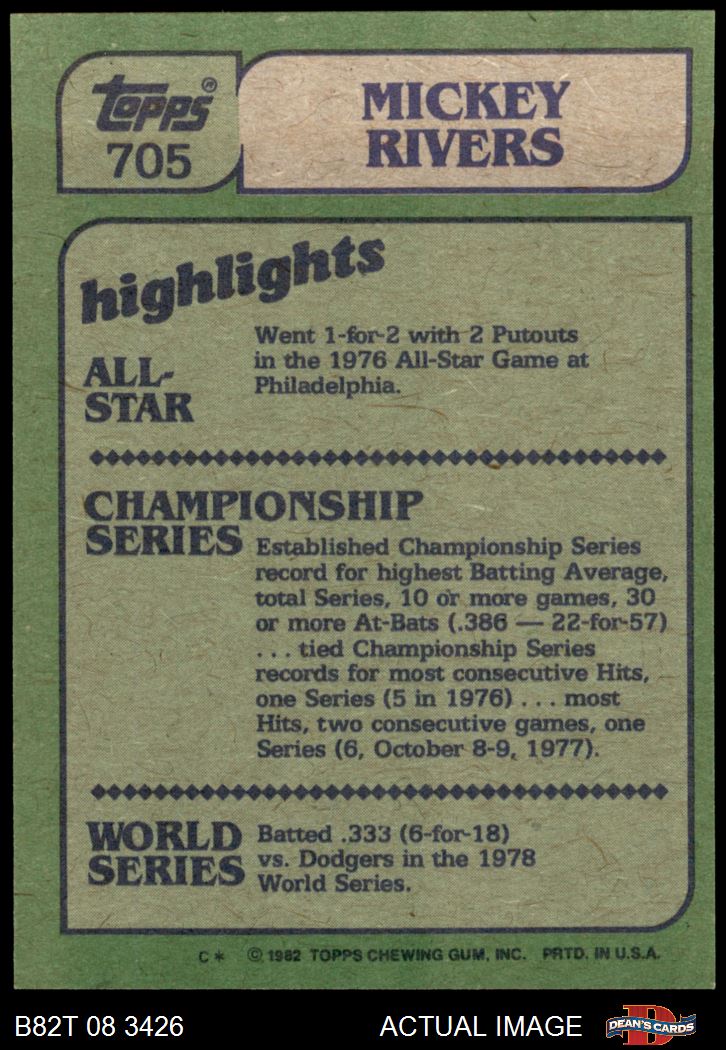 topps®
705
MICKEY
RIVERS
highlights
ALL-
STAR
Went 1-for-2 with 2 Putouts
in the 1976 All-Star Game at
Philadelphia.
CHAMPIONSHIP
SERIES
Established Championship Series
record for highest Batting Average,
total Series, 10 or more games, 30
or more At-Bats (.386 — 22-for-57)
. . . tied Championship Series
records for most consecutive Hits,
one Series (5 in 1976) . . . most
Hits, two consecutive games, one
Series (6, October 8-9, 1977).
WORLD
SERIES
Batted .333 (6-for-18)
vs. Dodgers in the 1978
World Series.
C* © 1982 TOPPS CHEWING GUM, INC. PRTD. IN U.S.A.
B82T 08 3426 ACTUAL IMAGE D DEAN'S CARDS